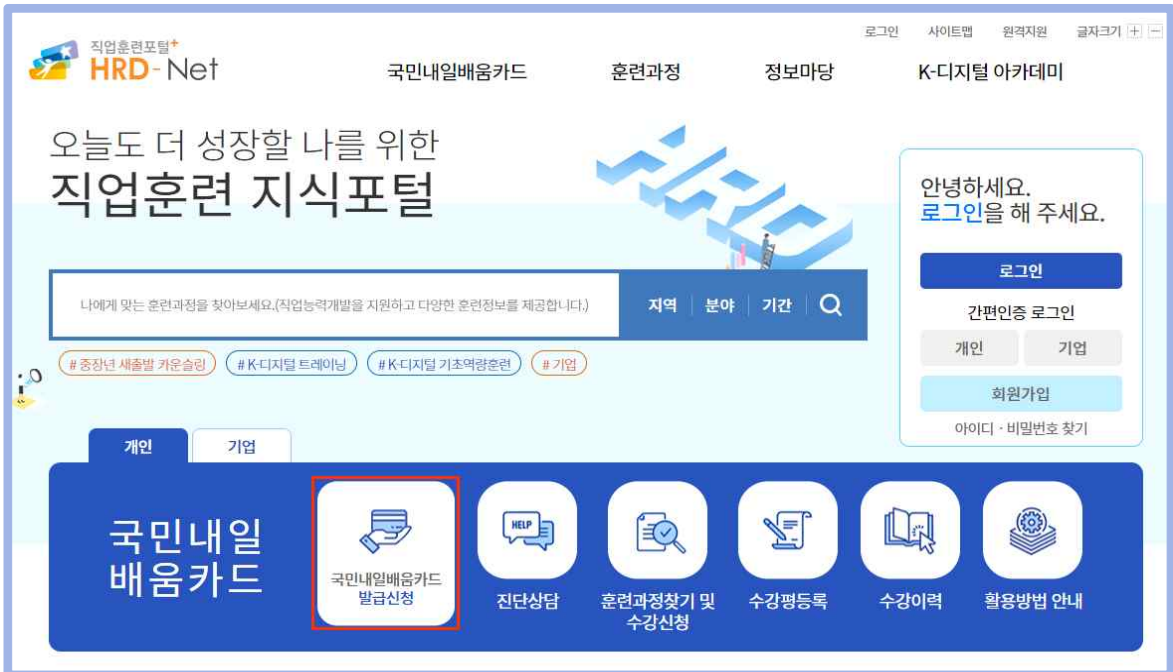 로그인 사이트맵 원격지원 글자크기 + -
직업훈련포털+
HRD-Net
국민내일배움카드 훈련과정 정보마당 K-디지털 아카데미
오늘도 더 성장할 나를 위한
직업훈련 지식포털
HRD
안녕하세요.
로그인을 해 주세요.
로그인
간편인증 로그인
개인 기업
회원가입
아이디 · 비밀번호 찾기
나에게 맞는 훈련과정을 찾아보세요.(직업능력개발을 지원하고 다양한 훈련정보를 제공합니다.) 지역 분야 기간
# 중장년 새출발 카운슬링 # K-디지털 트레이닝 # K-디지털 기초역량훈련 # 기업
개인 기업
국민내일
배움카드
국민내일배움카드
발급신청
HELP
진단상담
훈련과정찾기 및
수강신청
수강평등록
수강이력
활용방법 안내